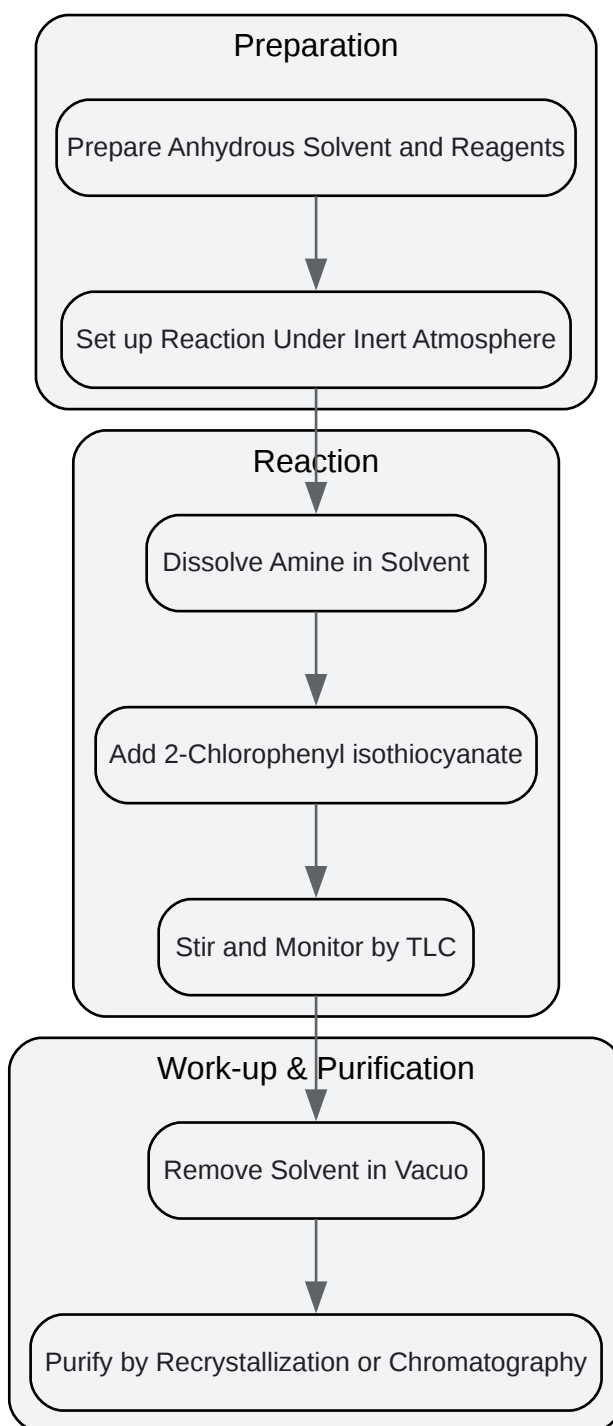 Preparation
Prepare Anhydrous Solvent and Reagents
Set up Reaction Under Inert Atmosphere
Reaction
Dissolve Amine in Solvent
Add 2-Chlorophenyl isothiocyanate
Stir and Monitor by TLC
Work-up & Purification
Remove Solvent in Vacuo
Purify by Recrystallization or Chromatography